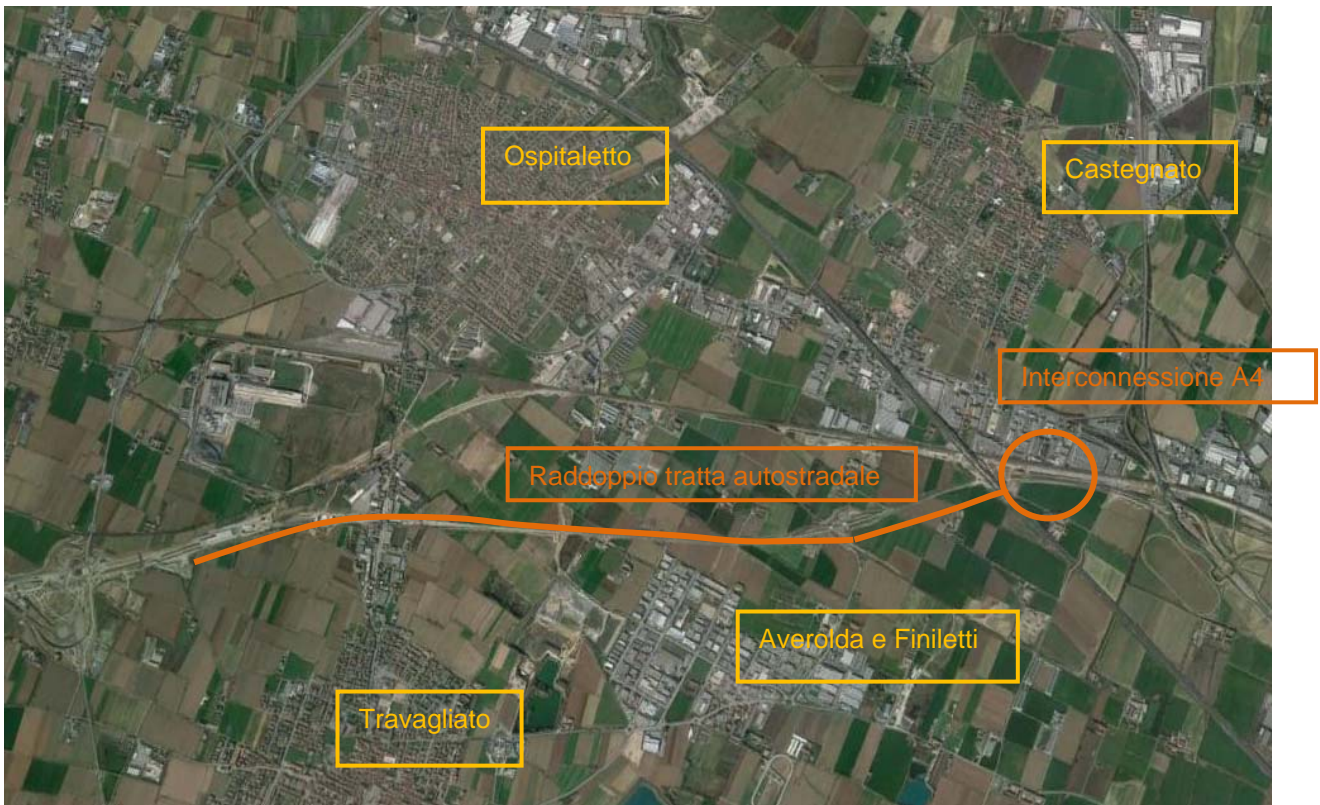 Ospitaletto
Castegnato
Interconnessione A4
Raddoppio tratta autostradale
Averolda e Finiletti
Travagliato